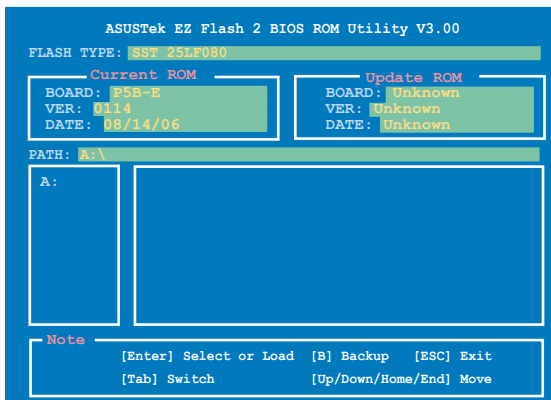 ASUSTek EZ Flash 2 BIOS ROM Utility V3.00
FLASH TYPE: SST 25LF080
Current ROM
BOARD: P5B-E
VER: 0114
DATE: 08/14/06
Update ROM
BOARD: Unknown
VER: Unknown
DATE: Unknown
PATH: A:\
A:
Note
[Enter] Select or Load [B] Backup [ESC] Exit
[Tab] Switch [Up/Down/Home/End] Move